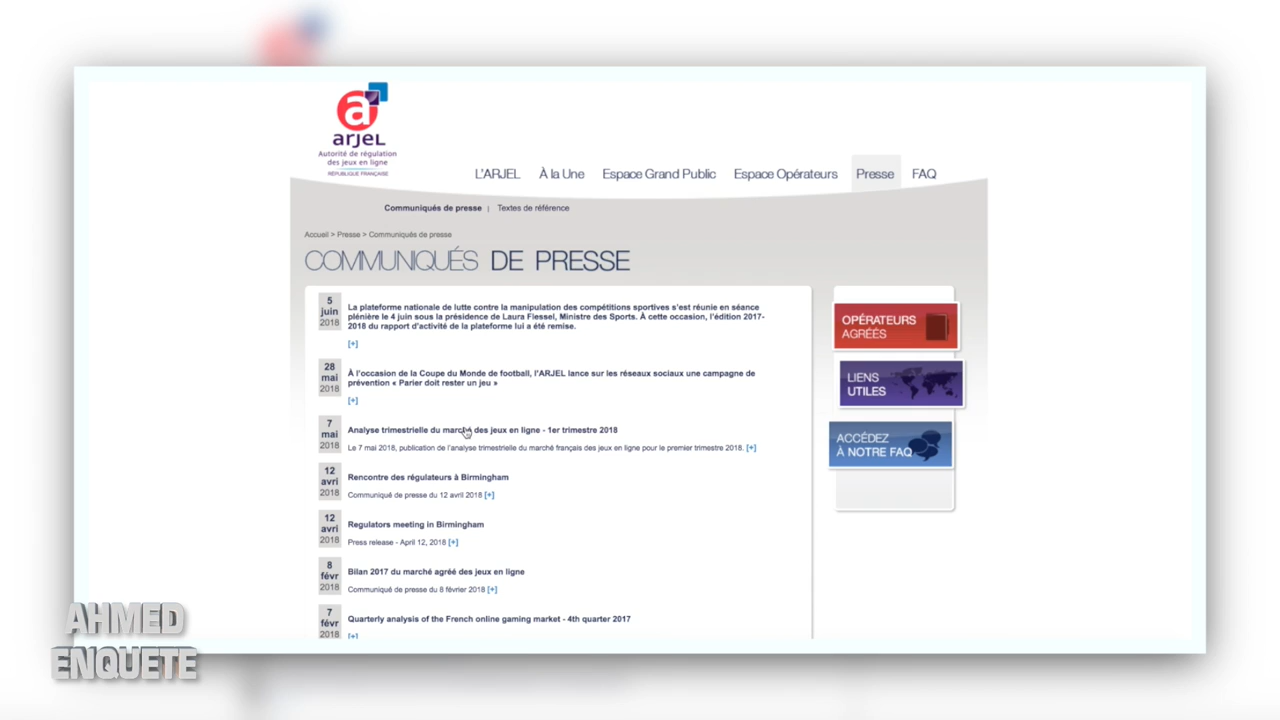 arjel
Autorité de régulation
des jeux en ligne
RÉPUBLIQUE FRANÇAISE
L'ARJEL À la Une Espace Grand Public Espace Opérateurs Presse FAQ
Communiqués de presse | Textes de référence
Accueil > Presse > Communiqués de presse
COMMUNIQUÉS DE PRESSE
5
juin
2018
La plateforme nationale de lutte contre la manipulation des compétitions sportives s'est réunie en séance
plénière le 4 juin sous la présidence de Laura Flessel, Ministre des Sports. À cette occasion, l'édition 2017-
2018 du rapport d'activité de la plateforme lui a été remise.
[+]
28
mai
2018
À l'occasion de la Coupe du Monde de football, l'ARJEL lance sur les réseaux sociaux une campagne de
prévention « Parier doit rester un jeu »
[+]
7
mai
2018
Analyse trimestrielle du marché des jeux en ligne - 1er trimestre 2018
Le 7 mai 2018, publication de l'analyse trimestrielle du marché français des jeux en ligne pour le premier trimestre 2018. [+]
12
avri
2018
Rencontre des régulateurs à Birmingham
Communiqué de presse du 12 avril 2018 [+]
12
avri
2018
Regulators meeting in Birmingham
Press release - April 12, 2018 [+]
8
févr
2018
Bilan 2017 du marché agréé des jeux en ligne
Communiqué de presse du 8 février 2018 [+]
7
févr
2018
Quarterly analysis of the French online gaming market - 4th quarter 2017
[+]
OPÉRATEURS
AGRÉÉS
LIENS
UTILES
ACCÉDEZ
À NOTRE FAQ
AHMED
ENQUETE